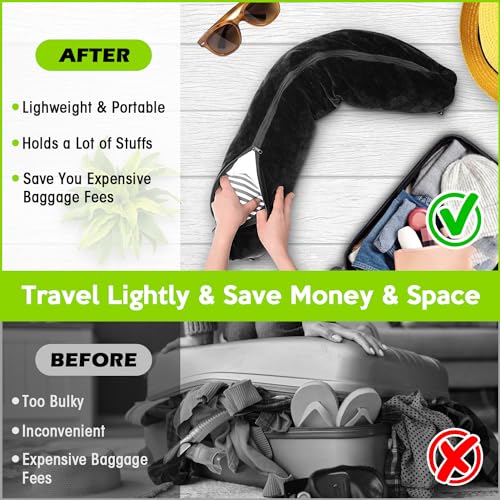 AFTER
Lighweight & Portable
Holds a Lot of Stuffs
Save You Expensive
Baggage Fees
Travel Lightly & Save Money & Space
BEFORE
Too Bulky
Inconvenient
Expensive Baggage
Fees